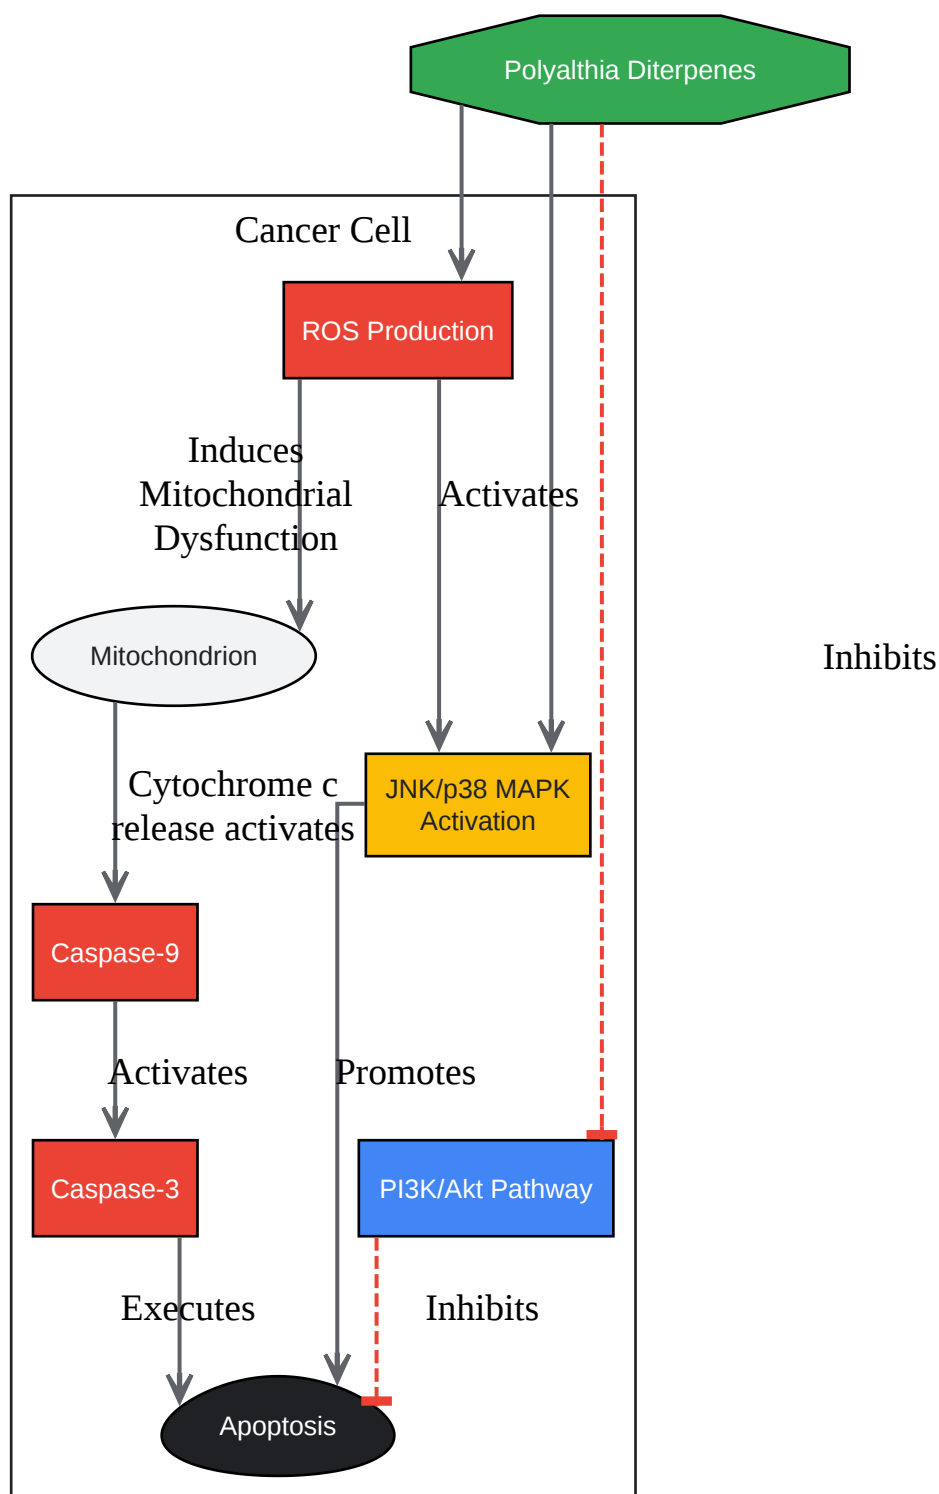 Polyalthia Diterpenes
Cancer Cell
ROS Production
Induces
Mitochondrial
Dysfunction
Activates
Mitochondrion
Inhibits
JNK/p38 MAPK
Activation
Cytochrome c
release activates
Caspase-9
Activates
Promotes
Caspase-3
PI3K/Akt Pathway
Executes
Inhibits
Apoptosis